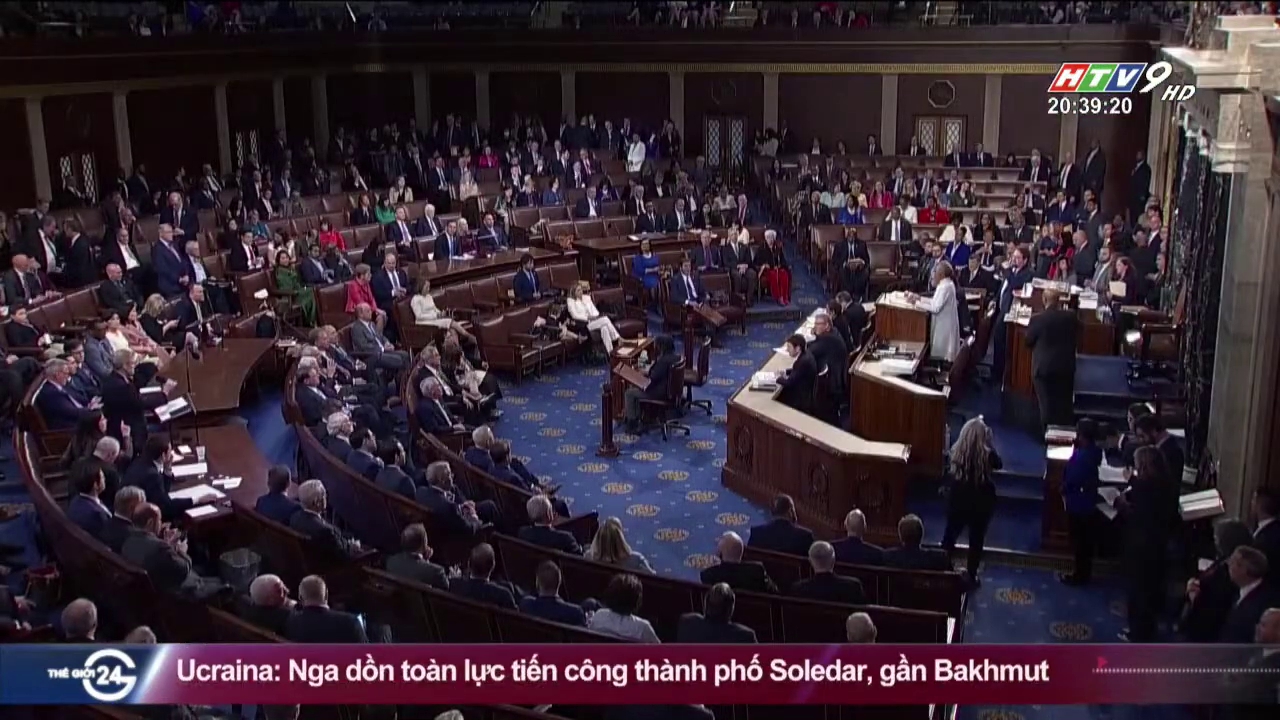 HTV9 HD
20:39:20
THẾ GIỚI 24G
Ucraina: Nga dồn toàn lực tiến công thành phố Soledar, gần Bakhmut